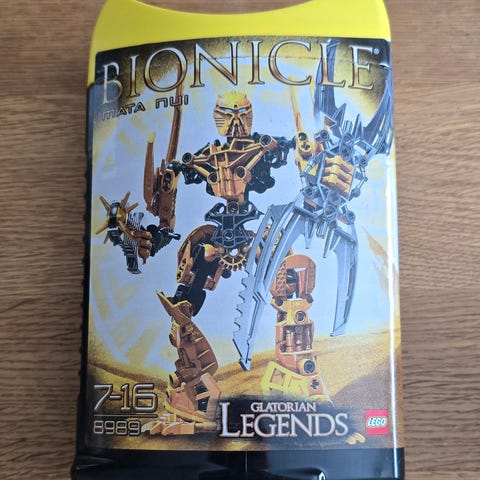 BIONICLE®
MATA NUI
7-16
8989
GLATORIAN
LEGENDS
LEGO